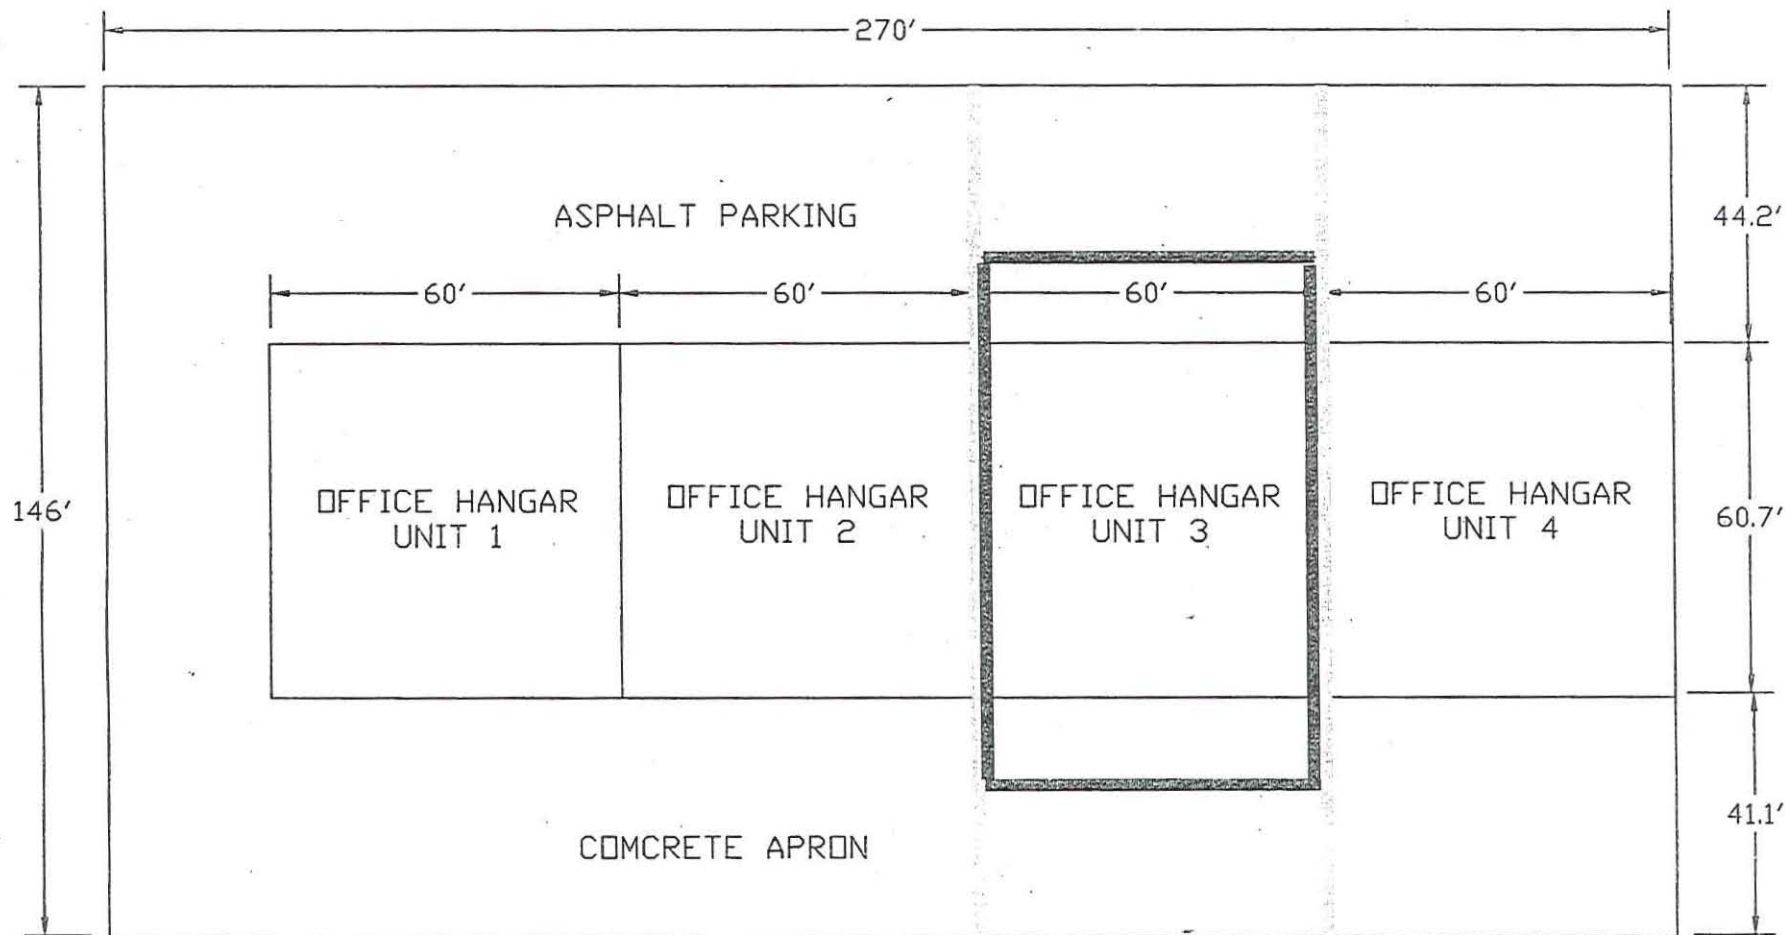 270'
ASPHALT PARKING
44.2'
60'
60'
60'
60'
146'
OFFICE HANGAR
UNIT 1
OFFICE HANGAR
UNIT 2
OFFICE HANGAR
UNIT 3
OFFICE HANGAR
UNIT 4
60.7'
41.1'
COMCRETE APRON